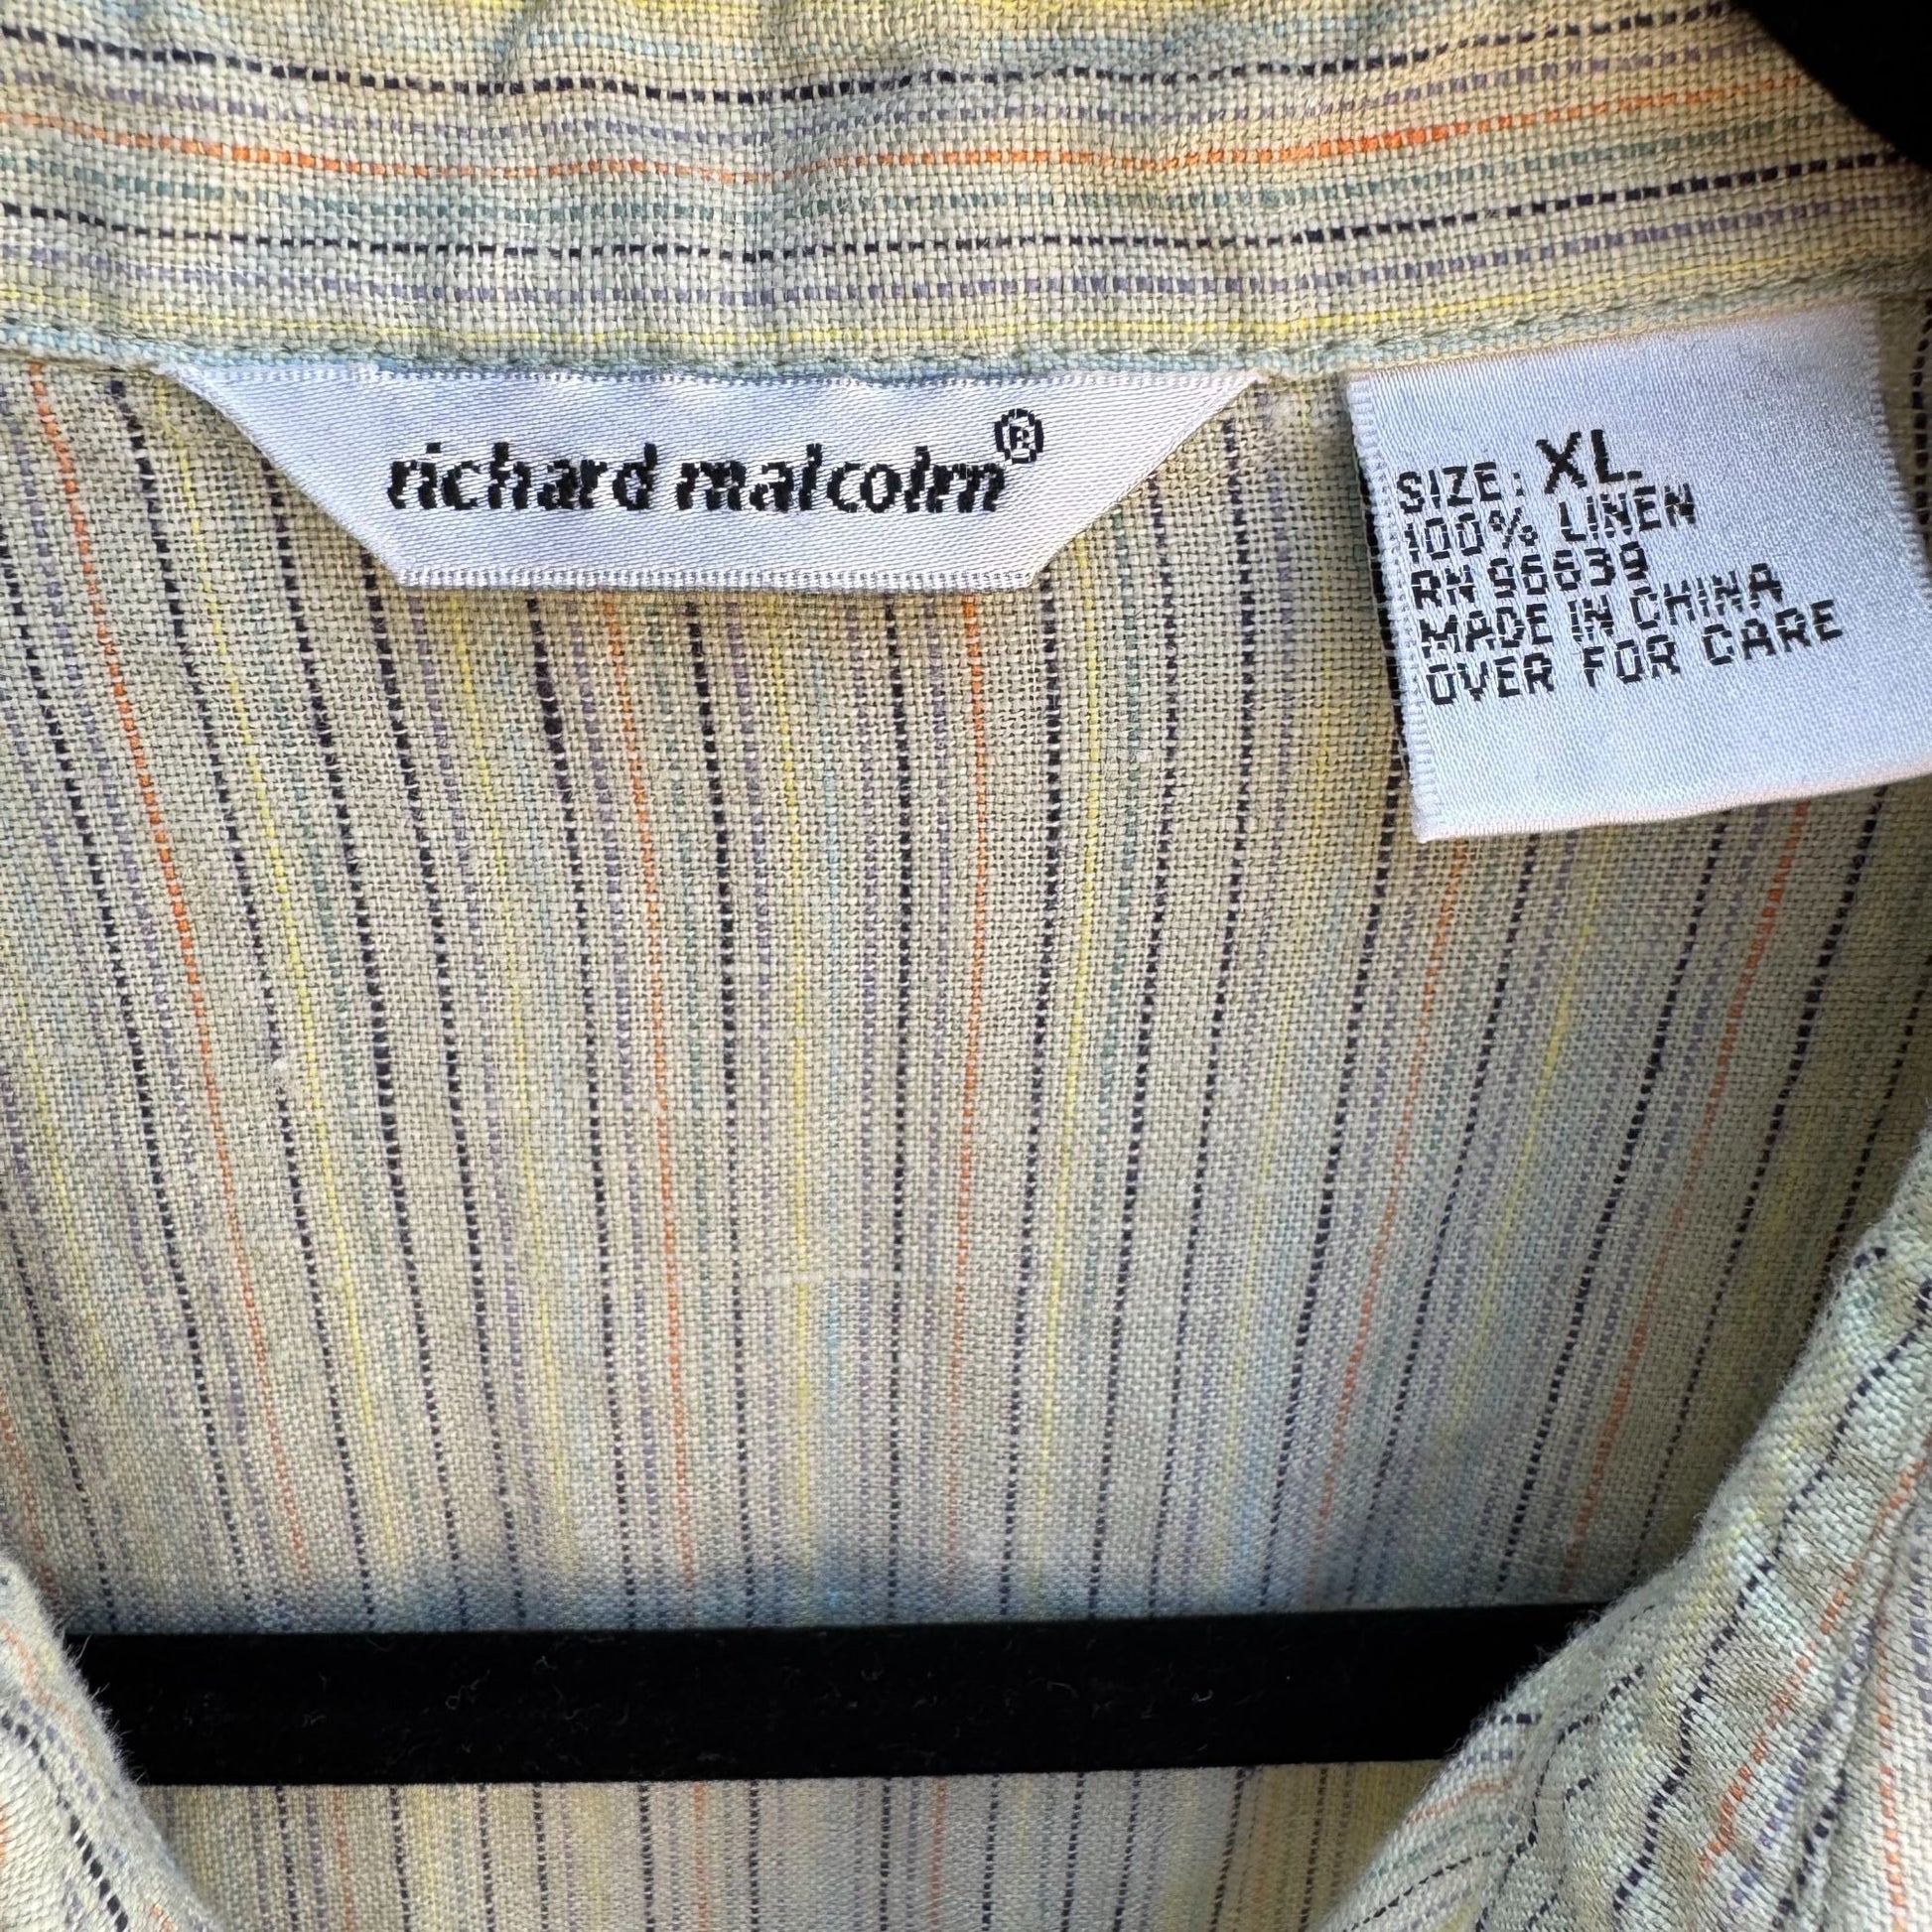 richard malcolm®
SIZE: XL
100% LINEN
RN 96639
MADE IN CHINA
OVER FOR CARE